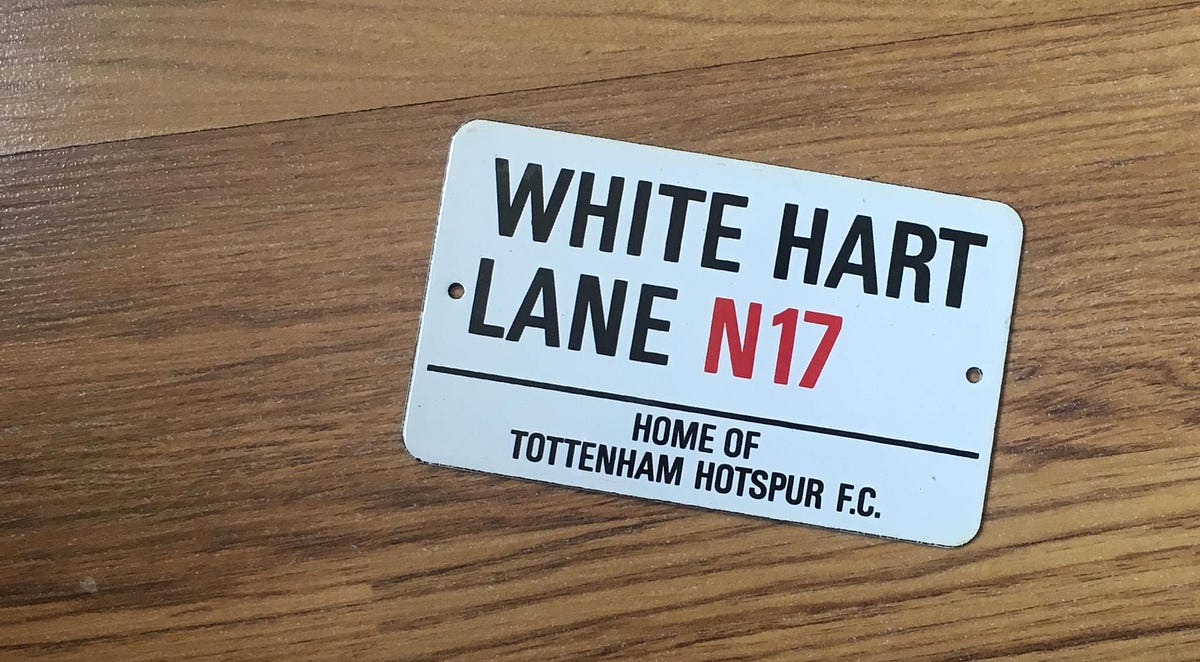 WHITE HART
LANE N17
HOME OF
TOTTENHAM HOTSPUR F.C.